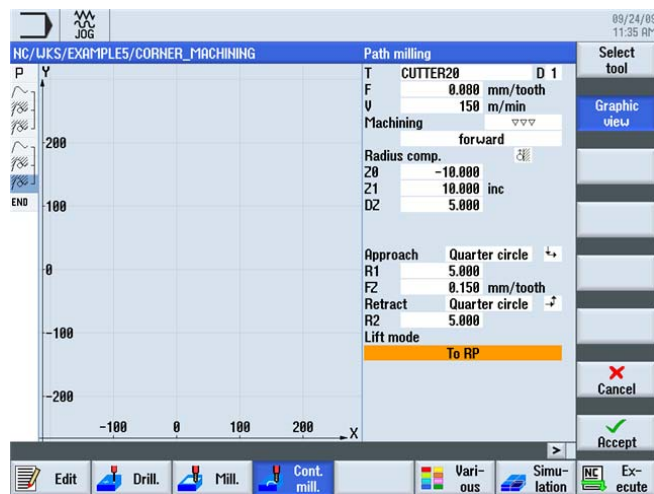 JOG
09/24/09
11:35 AM
NC/WKS/EXAMPLE5/CORNER_MACHINING
Path milling
Select
tool
P
Y
T CUTTER20 D 1
F 0.080 mm/tooth
V 150 m/min
Graphic
view
Machining ▽▽▽
forward
200
Radius comp.
Z0 -10.000
Z1 10.000 inc
END
100
DZ 5.000
Approach Quarter circle
0
R1 5.000
FZ 0.150 mm/tooth
Retract Quarter circle
R2 5.000
-100
Lift mode
To RP
Cancel
-200
-100 0 100 200 X
Accept
>
Edit
Drill.
Mill.
Cont.
mill.
Vari-
ous
Simu-
lation
NC
Ex-
ecute